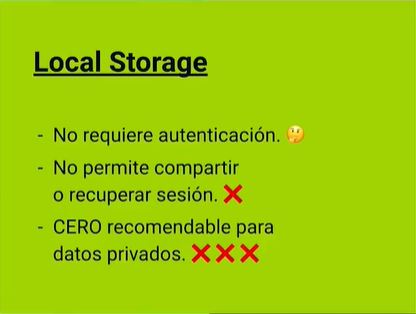 Local Storage
- No requiere autenticación. 🤔
- No permite compartir
o recuperar sesión. ❌
- CERO recomendable para
datos privados. ❌❌❌